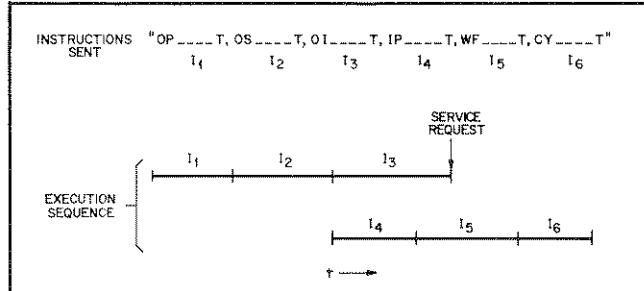 INSTRUCTIONS SENT "OP____T, OS____T, OI____T, IP____T, WF____T, CY____T"
I₁ I₂ I₃ I₄ I₅ I₆
SERVICE
REQUEST
I₁ I₂ I₃
EXECUTION
SEQUENCE
I₄ I₅ I₆
t